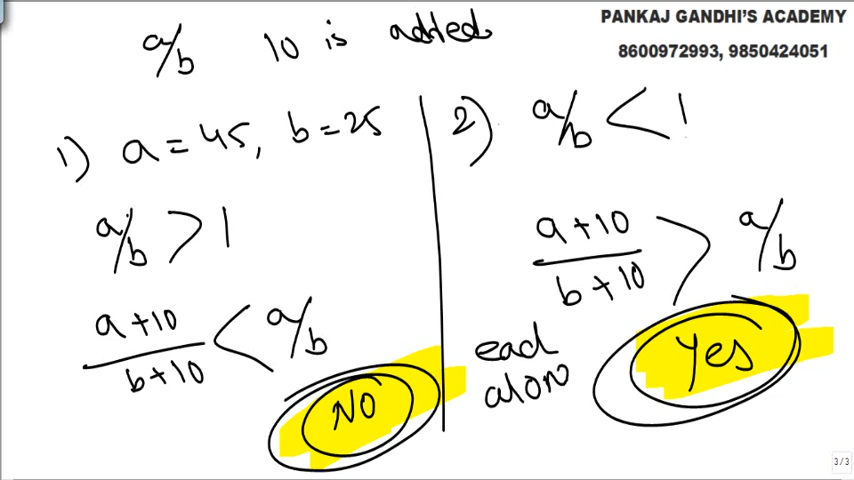 PANKAJ GANDHI'S ACADEMY
8600972993, 9850424051
a/b 10 is added
1) a = 45, b = 25
a/b > 1
a+10
b+10 < a/b
NO
2) a/b < 1
a+10
b+10 > a/b
each
alone
Yes
3/3